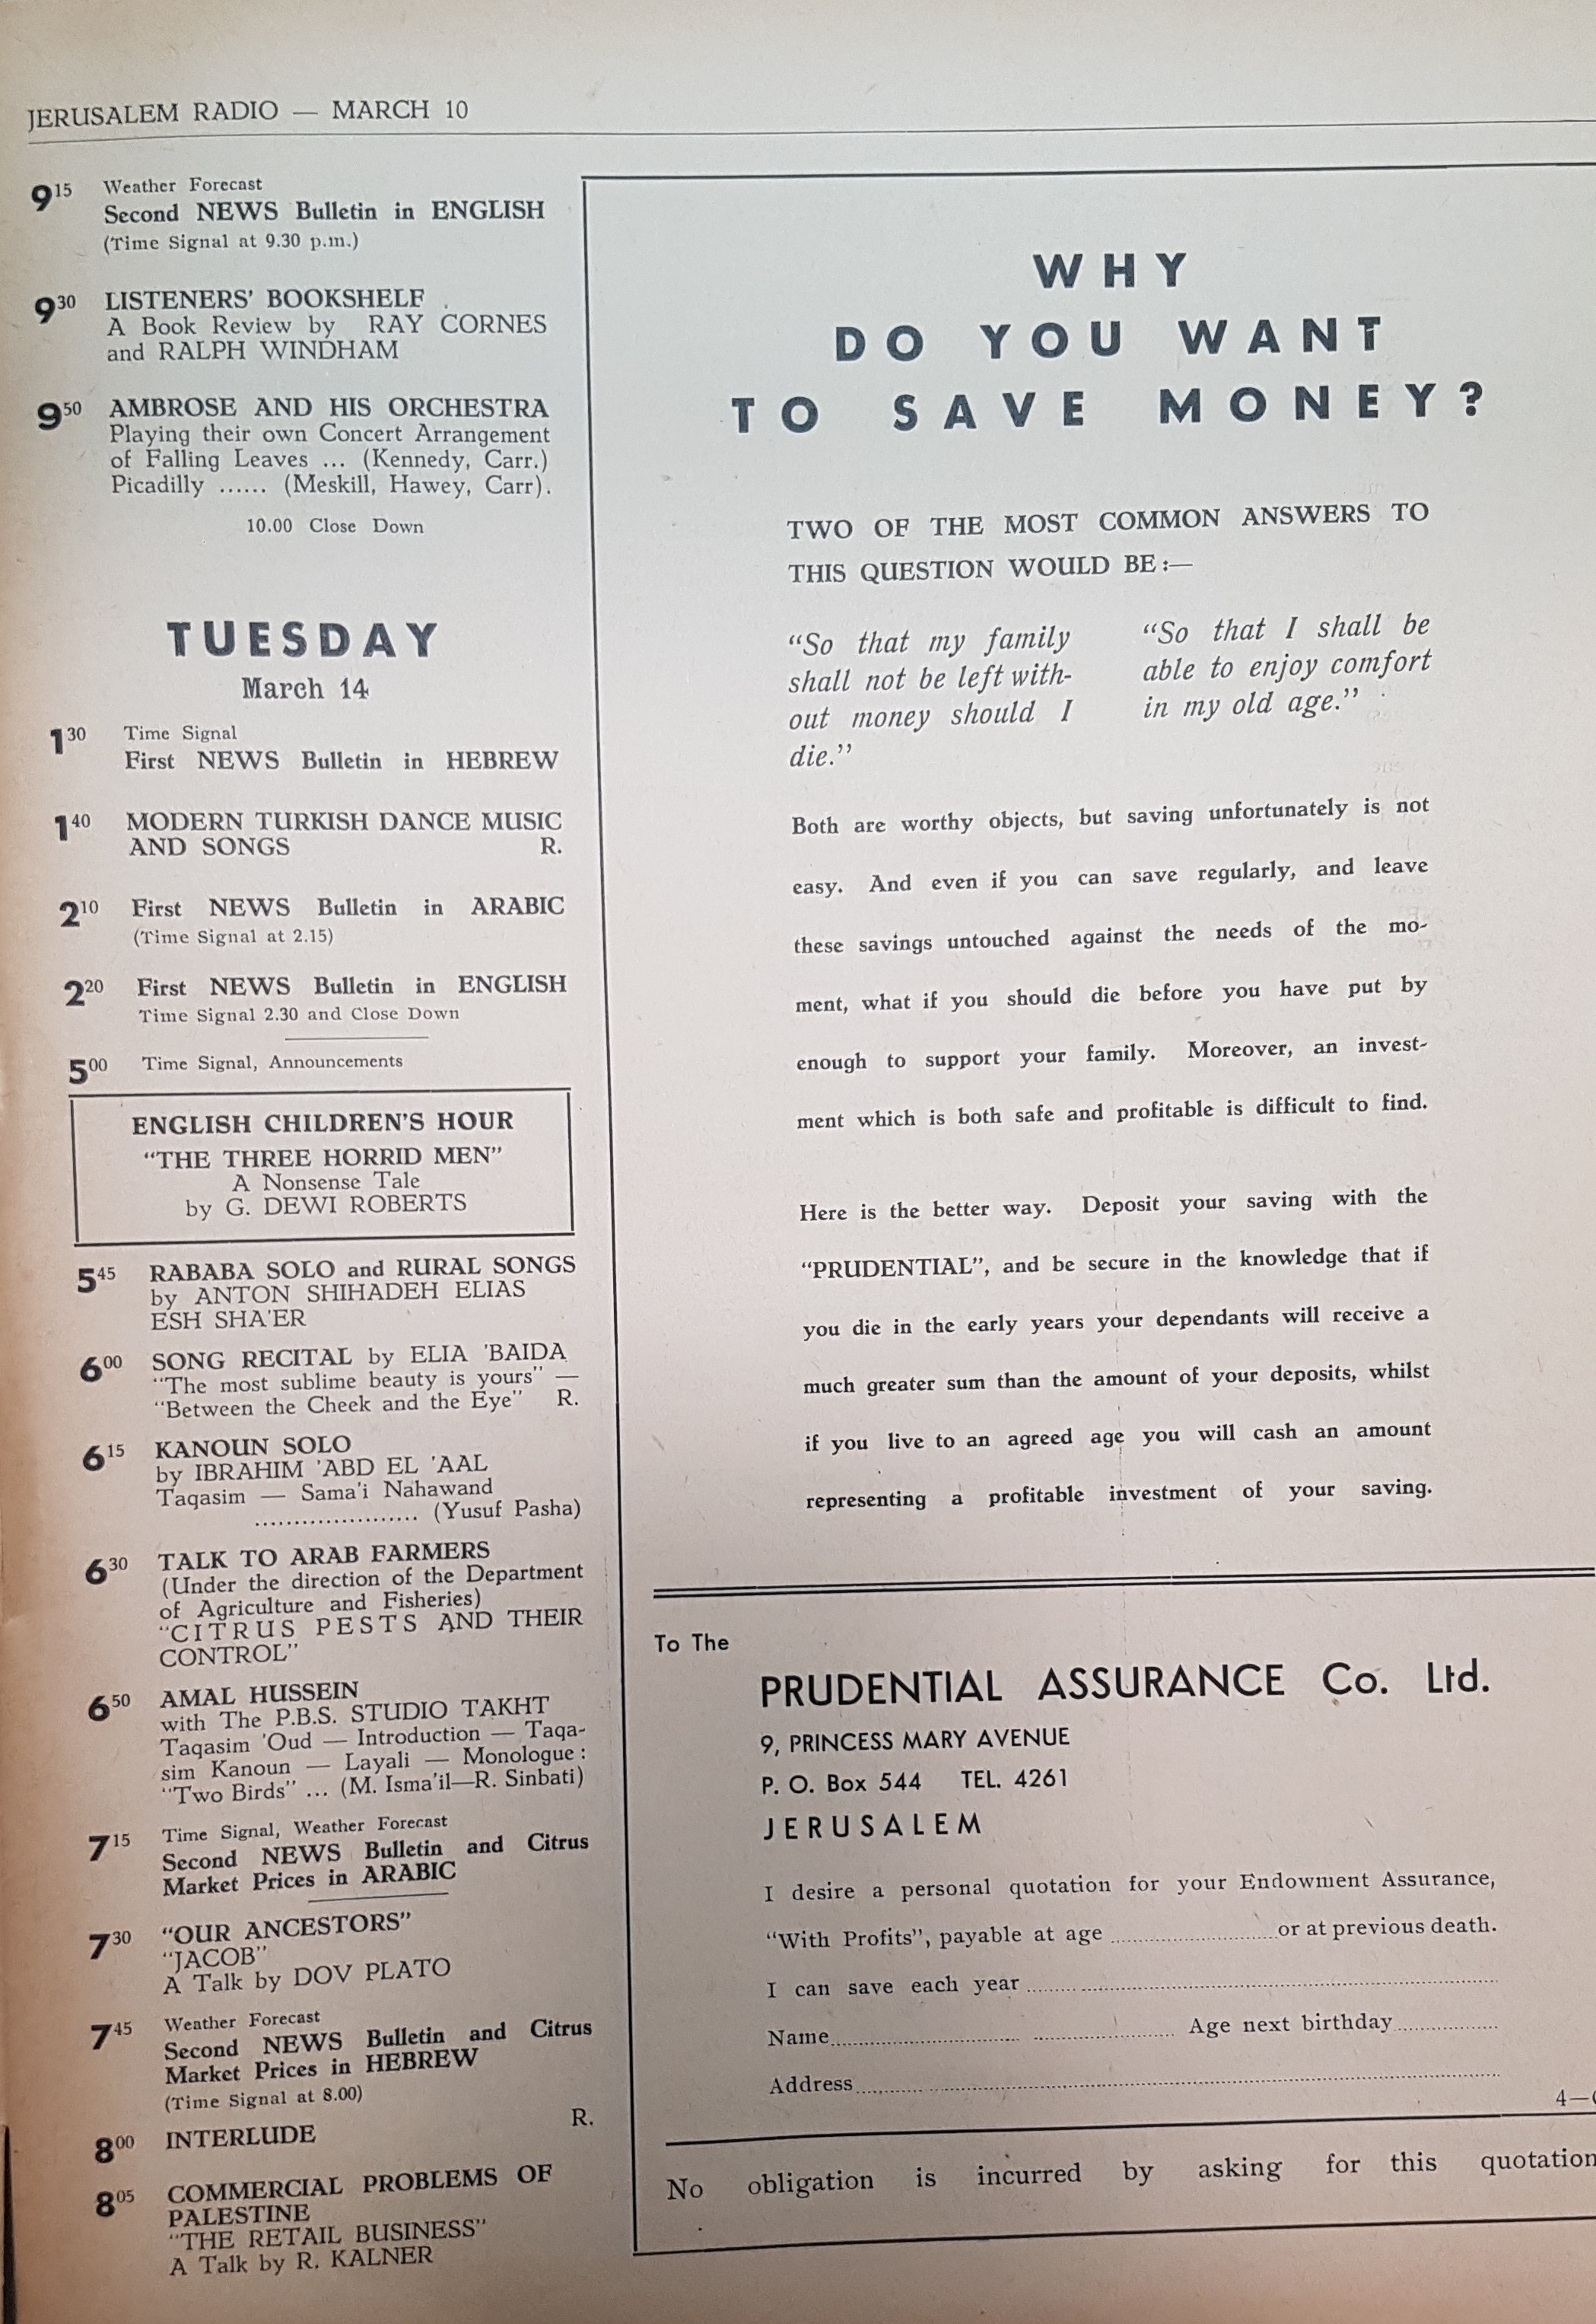 JERUSALEM RADIO — MARCH 10
9 15 Weather Forecast
Second NEWS Bulletin in ENGLISH
(Time Signal at 9.30 p.m.)
9 30 LISTENERS' BOOKSHELF
A Book Review by RAY CORNES
and RALPH WINDHAM
9 50 AMBROSE AND HIS ORCHESTRA
Playing their own Concert Arrangement
of Falling Leaves ... (Kennedy, Carr.)
Picadilly ...... (Meskill, Hawey, Carr).
10.00 Close Down
TUESDAY
March 14
1 30 Time Signal
First NEWS Bulletin in HEBREW
1 40 MODERN TURKISH DANCE MUSIC
AND SONGS R.
2 10 First NEWS Bulletin in ARABIC
(Time Signal at 2.15)
2 20 First NEWS Bulletin in ENGLISH
Time Signal 2.30 and Close Down
5 00 Time Signal, Announcements
ENGLISH CHILDREN'S HOUR
"THE THREE HORRID MEN"
A Nonsense Tale
by G. DEWI ROBERTS
5 45 RABABA SOLO and RURAL SONGS
by ANTON SHIHADEH ELIAS
ESH SHA'ER
6 00 SONG RECITAL by ELIA 'BAIDA
"The most sublime beauty is yours" —
"Between the Cheek and the Eye" R.
6 15 KANOUN SOLO
by IBRAHIM 'ABD EL 'AAL
Taqasim — Sama'i Nahawand
..................... (Yusuf Pasha)
6 30 TALK TO ARAB FARMERS
(Under the direction of the Department
of Agriculture and Fisheries)
"CITRUS PESTS AND THEIR
CONTROL"
6 50 AMAL HUSSEIN
with The P.B.S. STUDIO TAKHT
Taqasim 'Oud — Introduction — Taqa-
sim Kanoun — Layali — Monologue :
"Two Birds" ... (M. Isma'il—R. Sinbati)
7 15 Time Signal, Weather Forecast
Second NEWS Bulletin and Citrus
Market Prices in ARABIC
7 30 "OUR ANCESTORS"
"JACOB"
A Talk by DOV PLATO
7 45 Weather Forecast
Second NEWS Bulletin and Citrus
Market Prices in HEBREW
(Time Signal at 8.00)
8 00 INTERLUDE R.
8 05 COMMERCIAL PROBLEMS OF
PALESTINE
"THE RETAIL BUSINESS"
A Talk by R. KALNER
WHY
DO YOU WANT
TO SAVE MONEY?
TWO OF THE MOST COMMON ANSWERS TO
THIS QUESTION WOULD BE :—
"So that my family
shall not be left with-
out money should I
die."
"So that I shall be
able to enjoy comfort
in my old age."
Both are worthy objects, but saving unfortunately is not
easy. And even if you can save regularly, and leave
these savings untouched against the needs of the mo-
ment, what if you should die before you have put by
enough to support your family. Moreover, an invest-
ment which is both safe and profitable is difficult to find.
Here is the better way. Deposit your saving with the
"PRUDENTIAL", and be secure in the knowledge that if
you die in the early years your dependants will receive a
much greater sum than the amount of your deposits, whilst
if you live to an agreed age you will cash an amount
representing a profitable investment of your saving.
To The
PRUDENTIAL ASSURANCE Co. Ltd.
9, PRINCESS MARY AVENUE
P. O. Box 544 TEL. 4261
JERUSALEM
I desire a personal quotation for your Endowment Assurance,
"With Profits", payable at age ........................ or at previous death.
I can save each year ........................
Name ........................ Age next birthday ...............
Address ........................
4—
No obligation is incurred by asking for this quotation